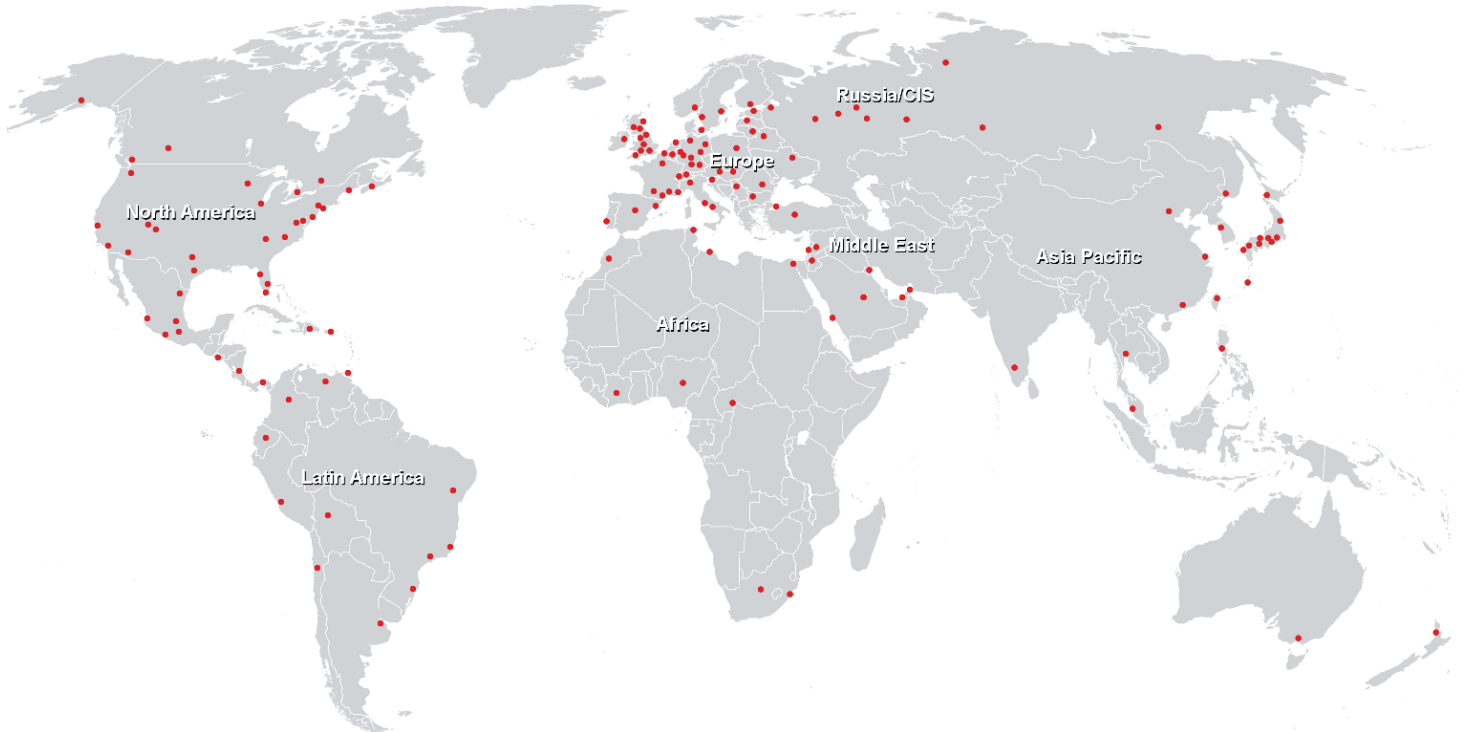 Russia/CIS
Europe
North America
Middle East
Asia Pacific
Africa
Latin America